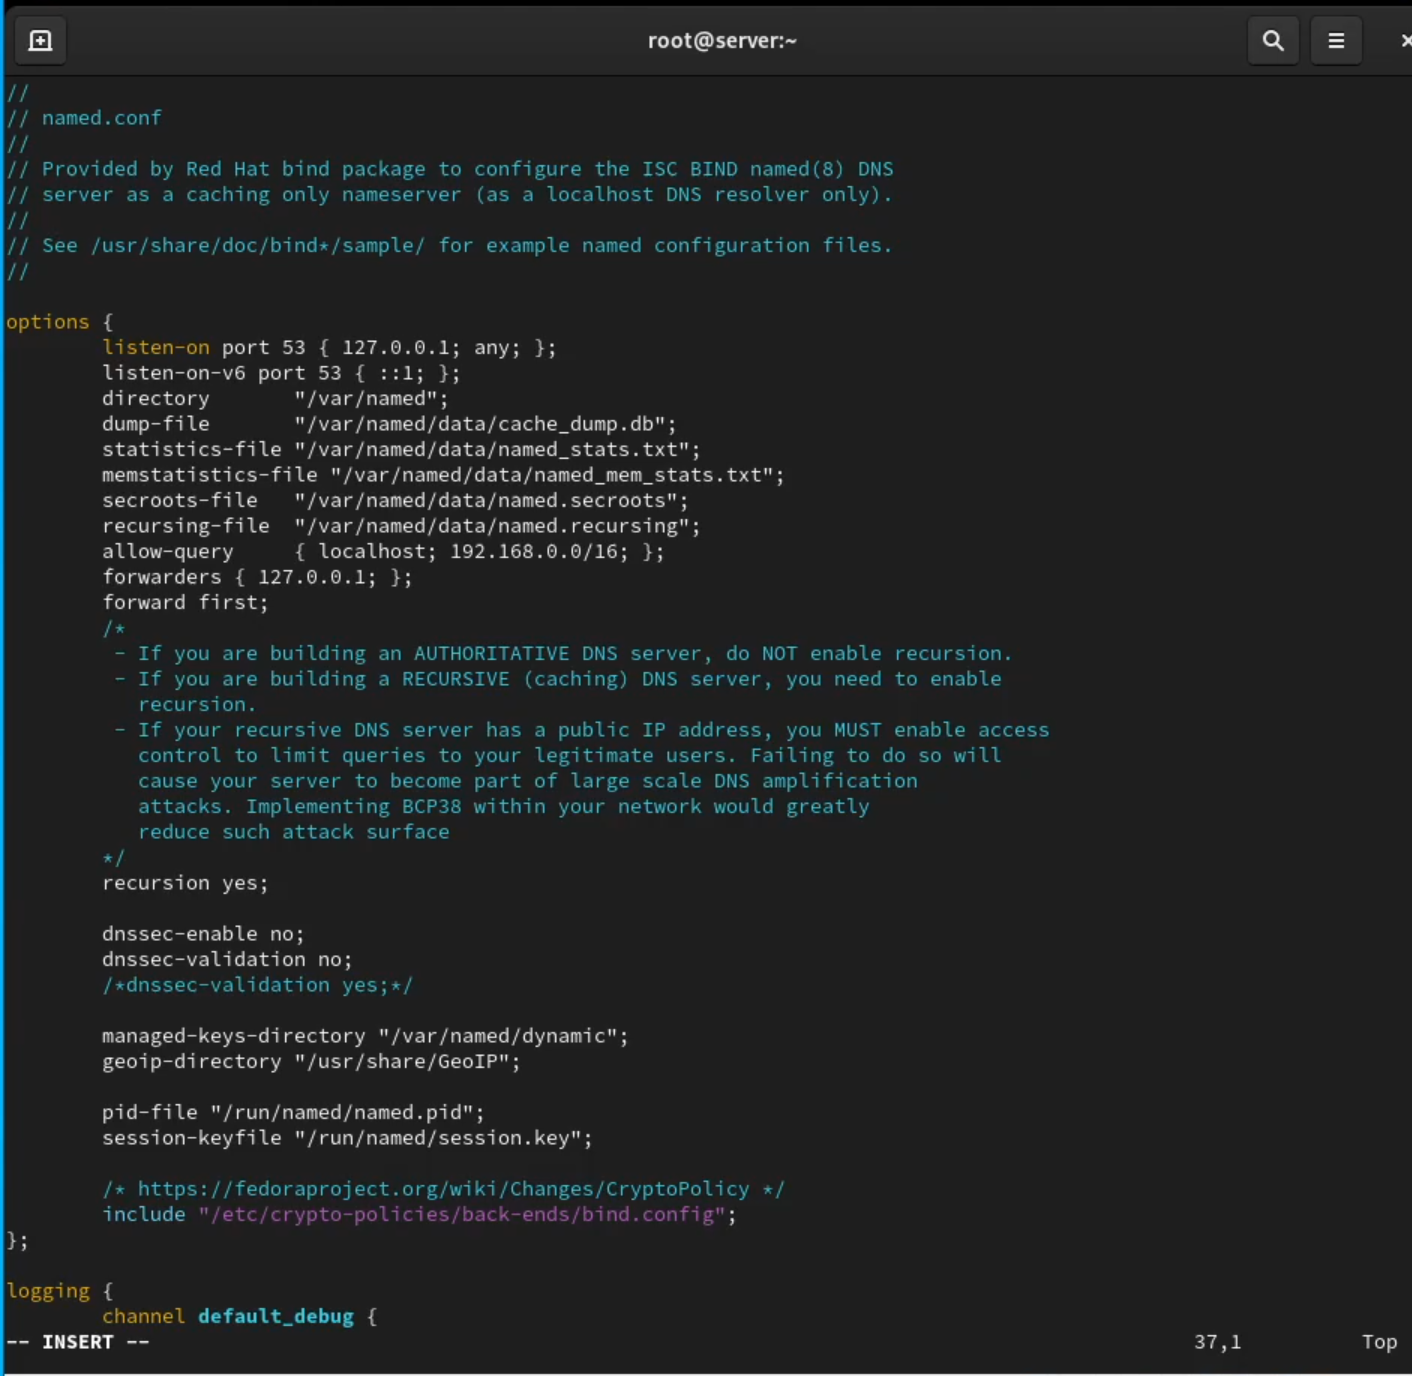 root@server:~
//
// named.conf
//
// Provided by Red Hat bind package to configure the ISC BIND named(8) DNS
// server as a caching only nameserver (as a localhost DNS resolver only).
//
// See /usr/share/doc/bind*/sample/ for example named configuration files.
//
options {
        listen-on port 53 { 127.0.0.1; any; };
        listen-on-v6 port 53 { ::1; };
        directory       "/var/named";
        dump-file       "/var/named/data/cache_dump.db";
        statistics-file "/var/named/data/named_stats.txt";
        memstatistics-file "/var/named/data/named_mem_stats.txt";
        secroots-file   "/var/named/data/named.secroots";
        recursing-file  "/var/named/data/named.recursing";
        allow-query     { localhost; 192.168.0.0/16; };
        forwarders { 127.0.0.1; };
        forward first;
        /*
         - If you are building an AUTHORITATIVE DNS server, do NOT enable recursion.
         - If you are building a RECURSIVE (caching) DNS server, you need to enable
           recursion.
         - If your recursive DNS server has a public IP address, you MUST enable access
           control to limit queries to your legitimate users. Failing to do so will
           cause your server to become part of large scale DNS amplification
           attacks. Implementing BCP38 within your network would greatly
           reduce such attack surface
        */
        recursion yes;
        dnssec-enable no;
        dnssec-validation no;
        /*dnssec-validation yes;*/
        managed-keys-directory "/var/named/dynamic";
        geoip-directory "/usr/share/GeoIP";
        pid-file "/run/named/named.pid";
        session-keyfile "/run/named/session.key";
        /* https://fedoraproject.org/wiki/Changes/CryptoPolicy */
        include "/etc/crypto-policies/back-ends/bind.config";
};
logging {
        channel default_debug {
-- INSERT -- 37,1 Top